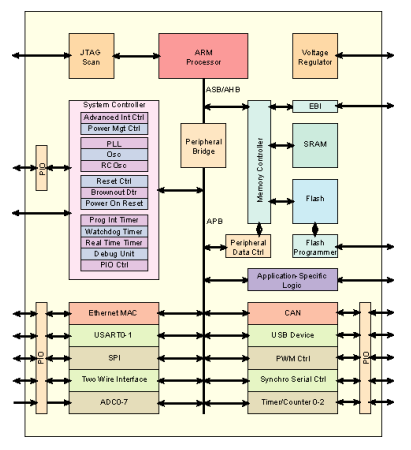 JTAG
Scan
ARM
Processor
Voltage
Regulator
ASB/AHB
System Controller
Advanced Int Ctrl
Power Mgt Ctrl
PLL
Osc
RC Osc
Reset Ctrl
Brownout Dtr
Power On Reset
Prog Int Timer
Watchdog Timer
Real Time Timer
Debug Unit
PIO Ctrl
PIO
Peripheral
Bridge
Memory Controller
EBI
SRAM
Flash
APB
Peripheral
Data Ctrl
Flash
Programmer
Application-Specific
Logic
PIO
Ethernet MAC
USART0-1
SPI
Two Wire Interface
ADC0-7
CAN
USB Device
PWM Ctrl
Synchro Serial Ctrl
Timer/Counter 0-2
PIO